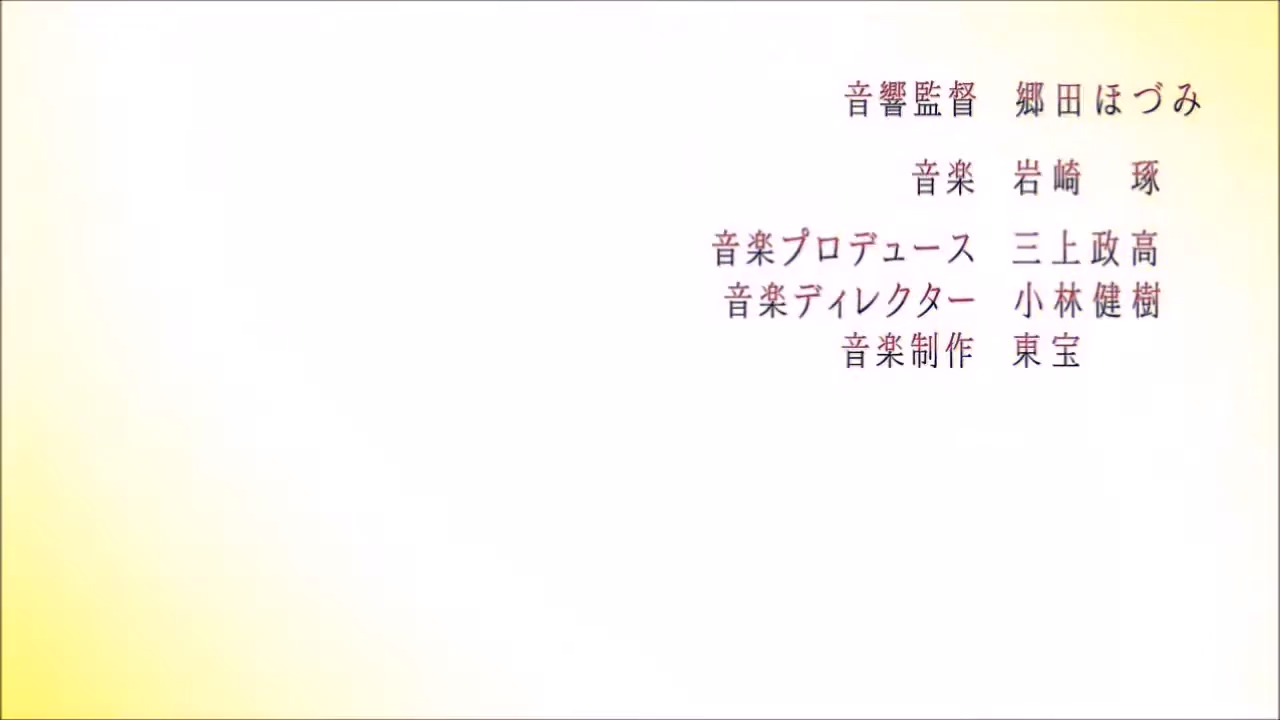 音響監督 郷田ほづみ
音楽 岩崎 琢
音楽プロデュース 三上政高
音楽ディレクター 小林健樹
音楽制作 東宝